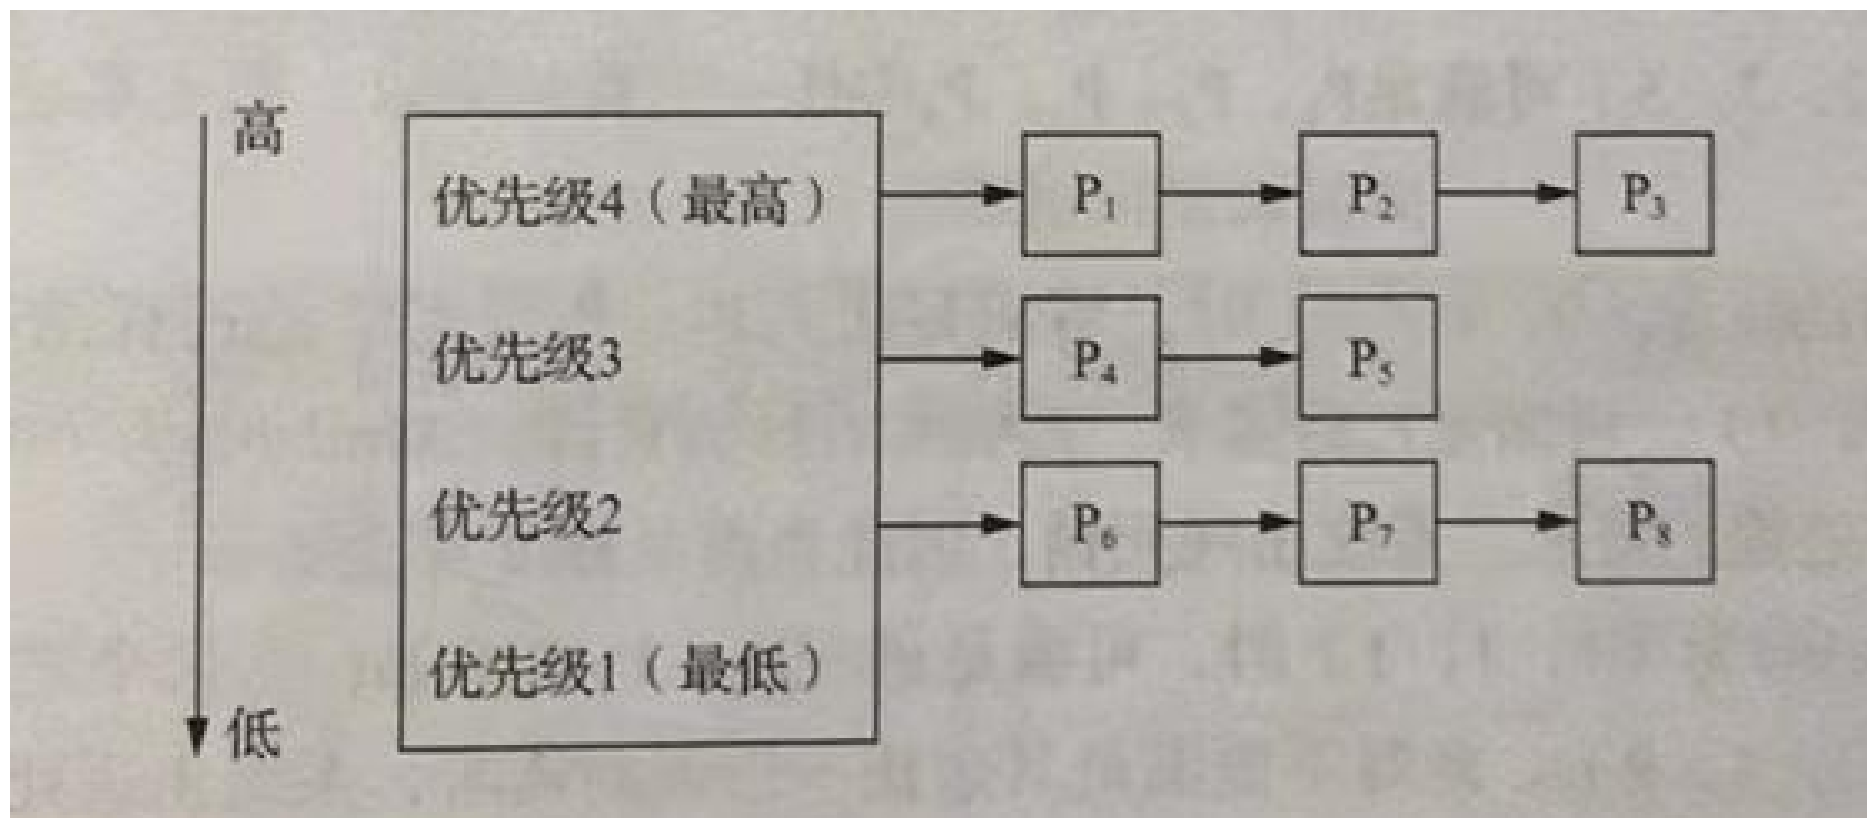 高
优先级4（最高） P₁ P₂ P₃
优先级3 P₄ P₅
优先级2 P₆ P₇ P₈
优先级1（最低）
低